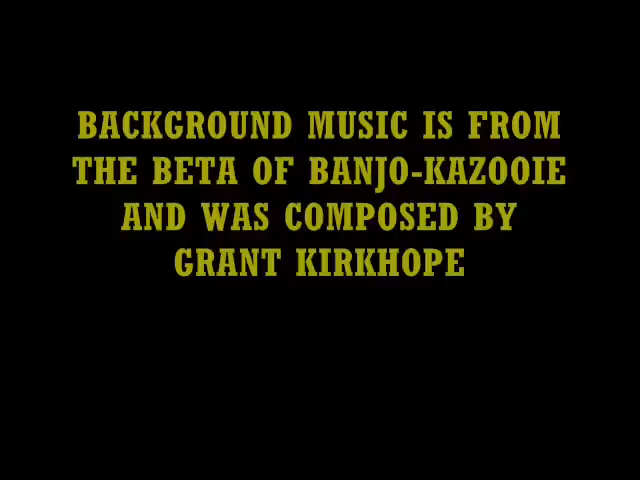 BACKGROUND MUSIC IS FROM
THE BETA OF BANJO-KAZOOIE
AND WAS COMPOSED BY
GRANT KIRKHOPE